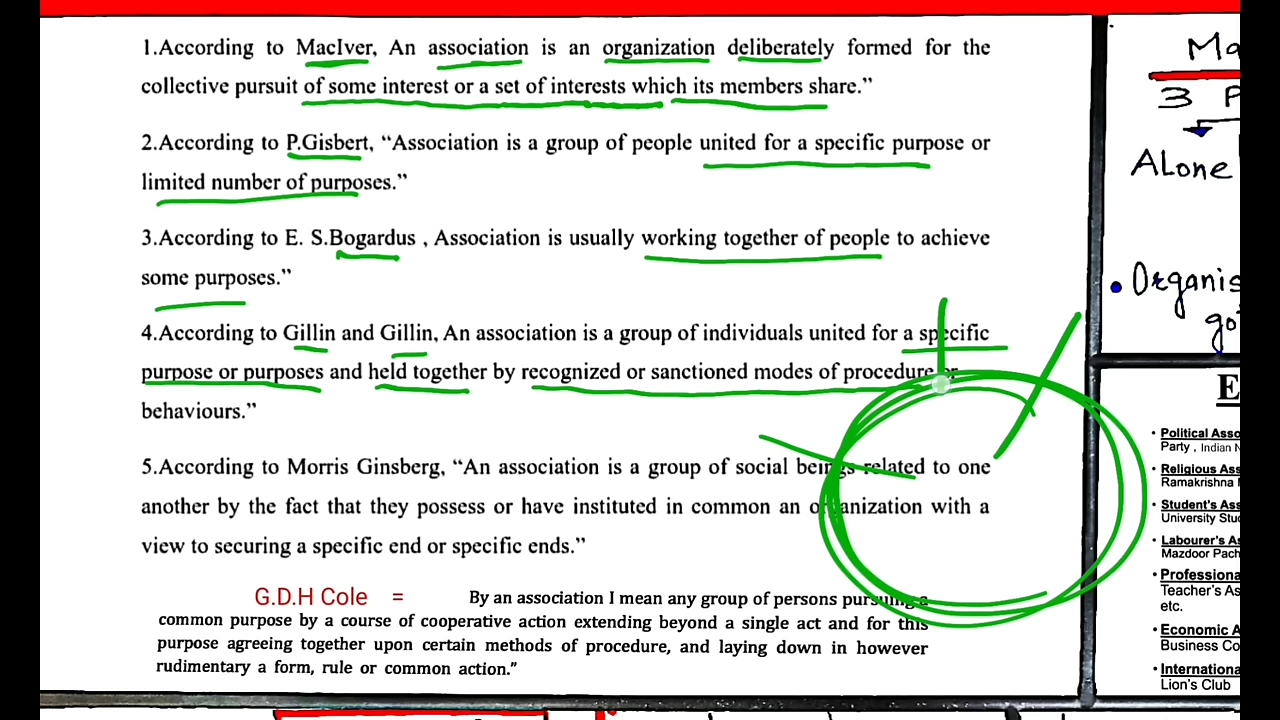 1.According to MacIver, An association is an organization deliberately formed for the
collective pursuit of some interest or a set of interests which its members share.”
2.According to P.Gisbert, “Association is a group of people united for a specific purpose or
limited number of purposes.”
3.According to E. S.Bogardus , Association is usually working together of people to achieve
some purposes.”
4.According to Gillin and Gillin, An association is a group of individuals united for a specific
purpose or purposes and held together by recognized or sanctioned modes of procedure or
behaviours.”
5.According to Morris Ginsberg, “An association is a group of social beings related to one
another by the fact that they possess or have instituted in common an organization with a
view to securing a specific end or specific ends.”
G.D.H Cole = By an association I mean any group of persons pursuing a
common purpose by a course of cooperative action extending beyond a single act and for this
purpose agreeing together upon certain methods of procedure, and laying down in however
rudimentary a form, rule or common action.”
Ma
3 P
Alone
• Organis
go
E
• Political Asso
Party , Indian N
• Religious Ass
Ramakrishna
• Student's Ass
University Stu
• Labourer's As
Mazdoor Pach
• Professiona
Teacher's As
etc.
• Economic A
Business Co
• Internationa
Lion's Club